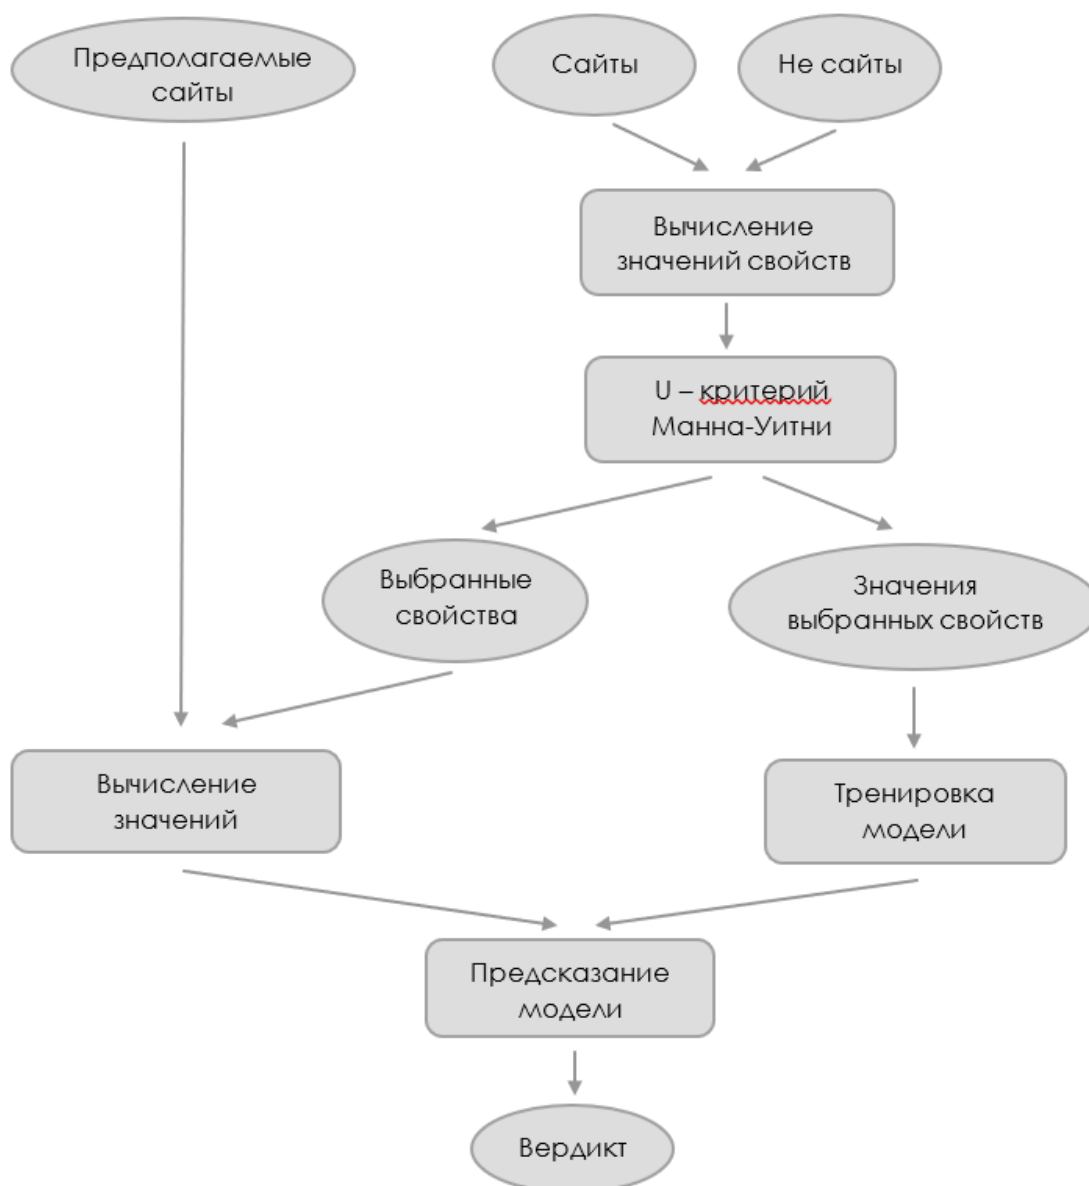 Предполагаемые
сайты
Сайты
Не сайты
Вычисление
значений свойств
U – критерий
Манна-Уитни
Выбранные
свойства
Значения
выбранных свойств
Вычисление
значений
Тренировка
модели
Предсказание
модели
Вердикт